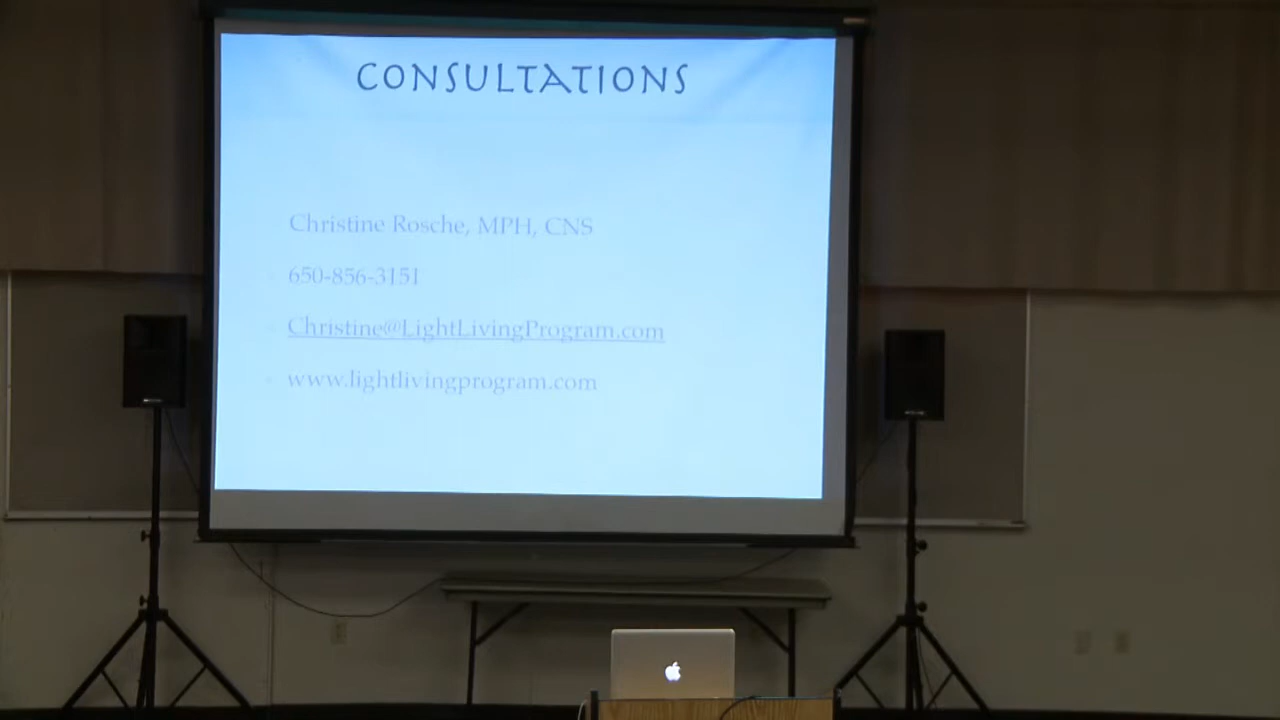 CONSULTATIONS
Christine Rosche, MPH, CNS
650-856-3151
Christine@LightLivingProgram.com
www.lightlivingprogram.com